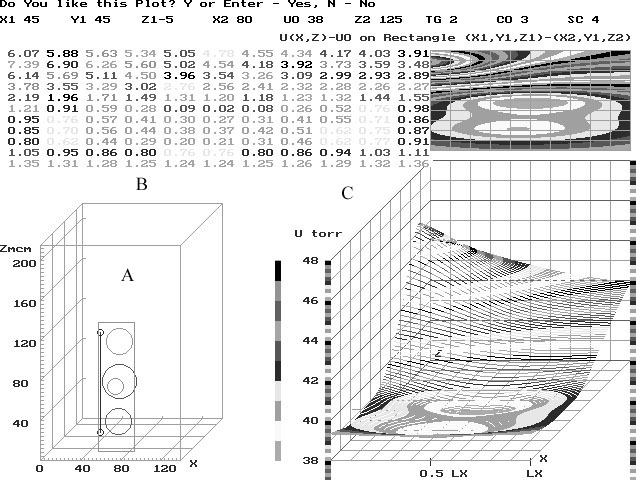 Do You like this Plot? Y or Enter - Yes, N - No
X1 45 Y1 45 Z1-5 X2 80 U0 38 Z2 125 TG 2 CO 3 SC 4
U(X,Z)-U0 on Rectangle (X1,Y1,Z1)-(X2,Y1,Z2)
6.07 5.88 5.63 5.34 5.05 4.78 4.55 4.34 4.17 4.03 3.91
7.39 6.90 6.26 5.60 5.02 4.54 4.18 3.92 3.73 3.59 3.48
6.14 5.69 5.11 4.50 3.96 3.54 3.26 3.09 2.99 2.93 2.89
3.78 3.55 3.29 3.02 2.56 2.41 2.32 2.28 2.26 2.27
2.19 1.96 1.71 1.49 1.31 1.20 1.18 1.23 1.32 1.44 1.55
1.21 0.91 0.59 0.28 0.09 0.02 0.08 0.26 0.52 0.98
0.95 0.57 0.41 0.30 0.27 0.31 0.41 0.55 0.71 0.86
0.85 0.56 0.44 0.38 0.37 0.42 0.51 0.87
0.80 0.44 0.33 0.28 0.27 0.31 0.46 0.91
1.05 0.95 0.86 0.80 0.76 0.76 0.80 0.86 0.94 1.03 1.11
1.35 1.31 1.28 1.25 1.24 1.24 1.25 1.26 1.29 1.32 1.36
B
C
U torr
Zmcm
A
200
160
120
80
40
0 40 80 120 X
48
46
44
42
40
38
X
0.5 LX LX